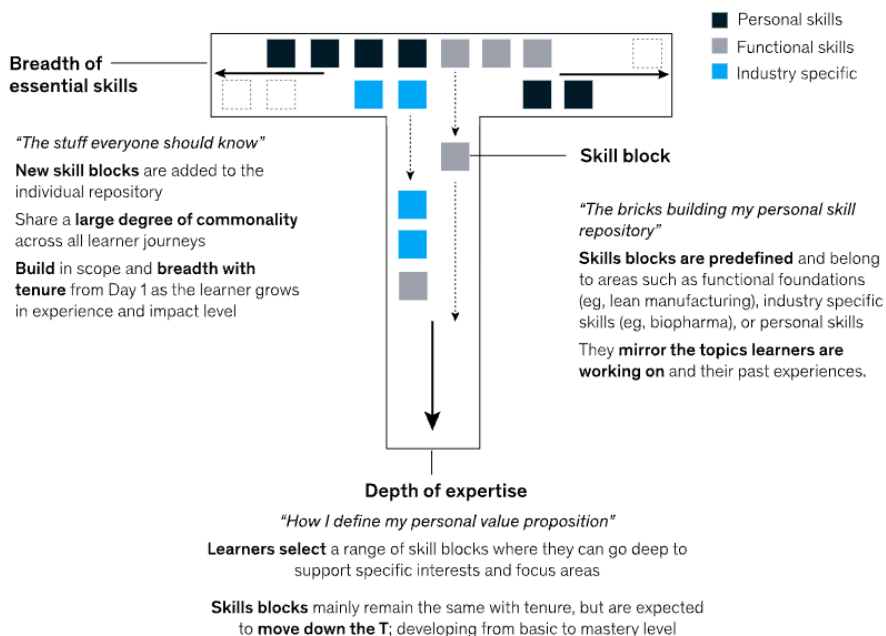 Personal skills
Functional skills
Industry specific
Breadth of
essential skills
“The stuff everyone should know”
New skill blocks are added to the
individual repository
Share a large degree of commonality
across all learner journeys
Build in scope and breadth with
tenure from Day 1 as the learner grows
in experience and impact level
Skill block
“The bricks building my personal skill
repository”
Skills blocks are predefined and belong
to areas such as functional foundations
(eg, lean manufacturing), industry specific
skills (eg, biopharma), or personal skills
They mirror the topics learners are
working on and their past experiences.
Depth of expertise
“How I define my personal value proposition”
Learners select a range of skill blocks where they can go deep to
support specific interests and focus areas
Skills blocks mainly remain the same with tenure, but are expected
to move down the T; developing from basic to mastery level